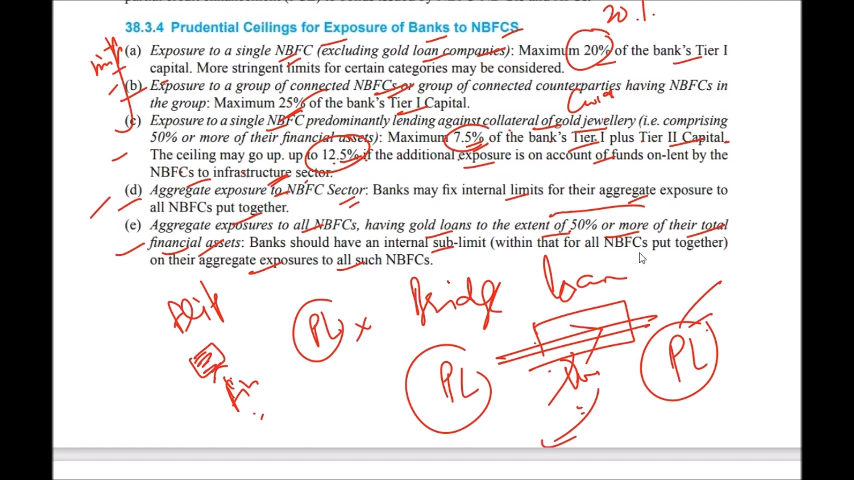 20%
38.3.4 Prudential Ceilings for Exposure of Banks to NBFCS
(a) Exposure to a single NBFC (excluding gold loan companies): Maximum 20% of the bank's Tier I
capital. More stringent limits for certain categories may be considered.
(b) Exposure to a group of connected NBFCs or group of connected counterparties having NBFCs in
the group: Maximum 25% of the bank's Tier I Capital.
(c) Exposure to a single NBFC predominantly lending against collateral of gold jewellery (i.e. comprising
50% or more of their financial assets): Maximum 7.5% of the bank's Tier I plus Tier II Capital.
The ceiling may go up, up to 12.5% if the additional exposure is on account of funds on-lent by the
NBFCs to infrastructure sector.
(d) Aggregate exposure to NBFC Sector: Banks may fix internal limits for their aggregate exposure to
all NBFCs put together.
(e) Aggregate exposures to all NBFCs, having gold loans to the extent of 50% or more of their total
financial assets: Banks should have an internal sub-limit (within that for all NBFCs put together)
on their aggregate exposures to all such NBFCs.
Bridge loan
PL x
PL
PL